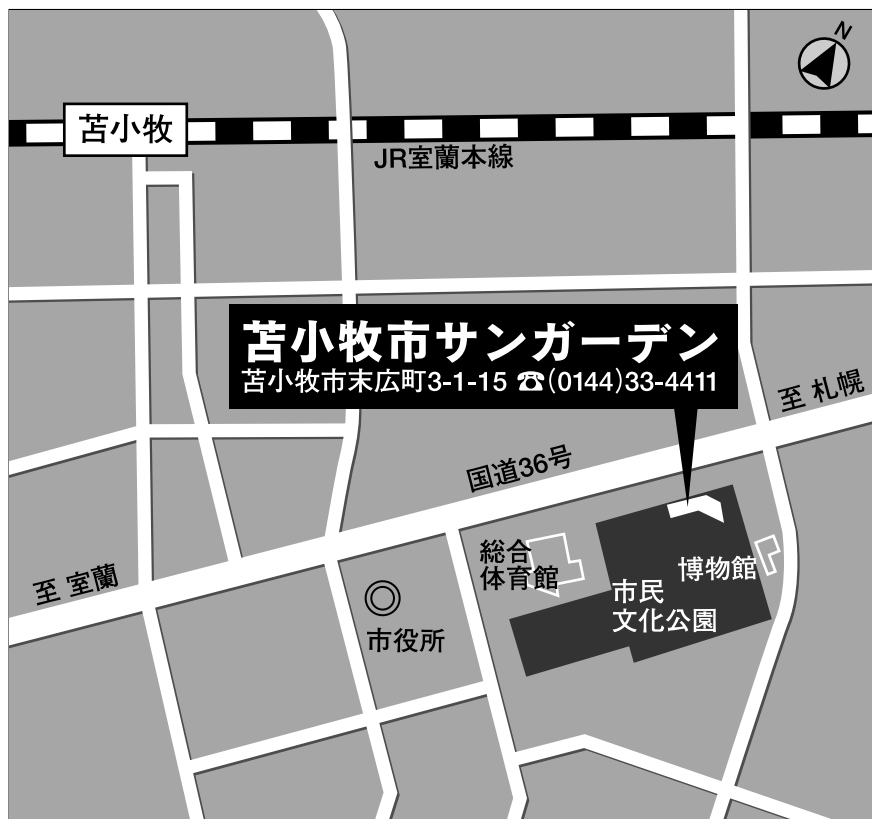 N
苫小牧
JR室蘭本線
苫小牧市サンガーデン
苫小牧市末広町3-1-15 ☎(0144)33-4411
至 札幌
国道36号
総合
体育館
博物館
至 室蘭
市民
文化公園
市役所